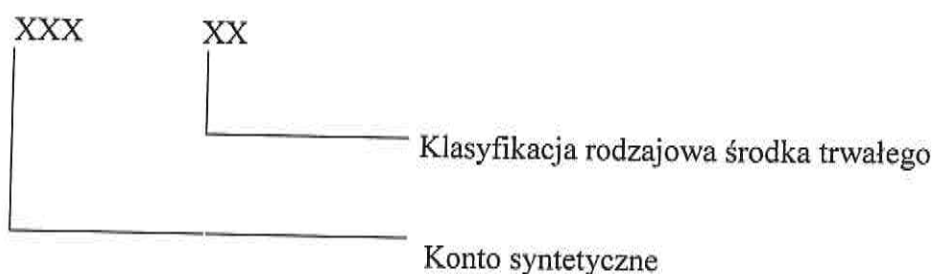 XXX XX
Klasyfikacja rodzajowa środka trwałego
Konto syntetyczne